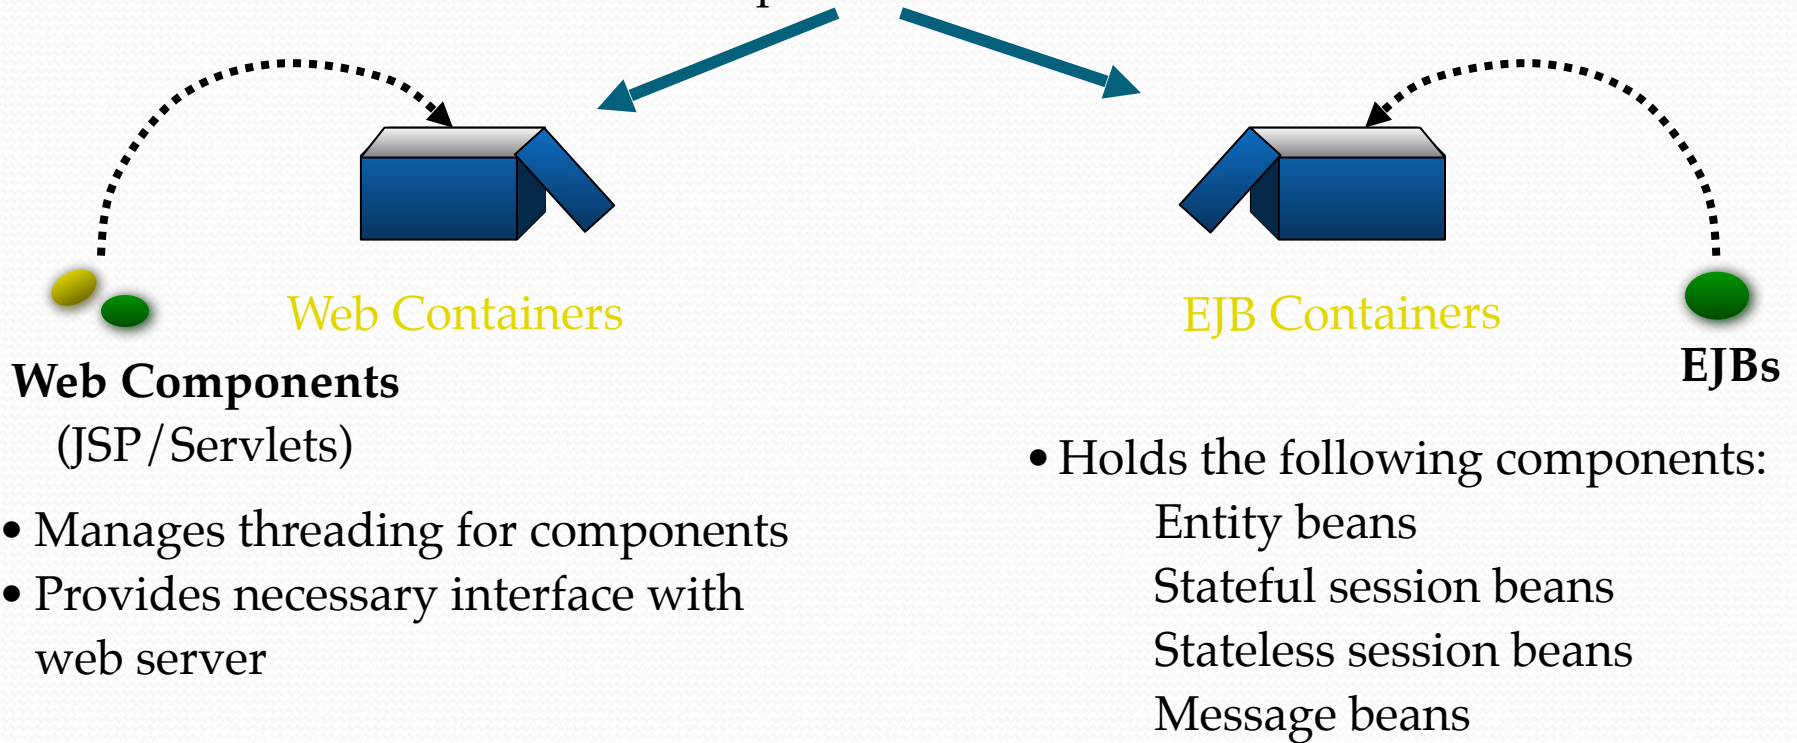 Web Containers
Web Components
(JSP/Servlets)
• Manages threading for components
• Provides necessary interface with
web server
EJB Containers
EJBs
• Holds the following components:
Entity beans
Stateful session beans
Stateless session beans
Message beans